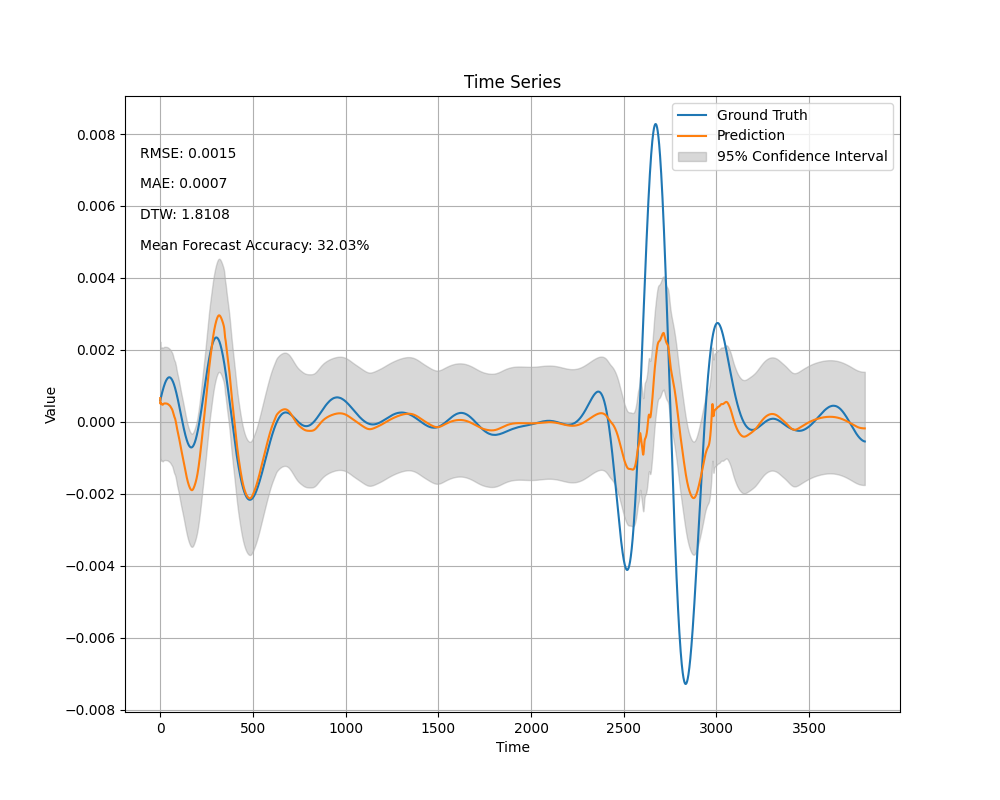 Time Series
Ground Truth
Prediction
95% Confidence Interval
RMSE: 0.0015
MAE: 0.0007
DTW: 1.8108
Mean Forecast Accuracy: 32.03%
0.008
0.006
0.004
0.002
0.000
−0.002
−0.004
−0.006
−0.008
Value
0 500 1000 1500 2000 2500 3000 3500
Time